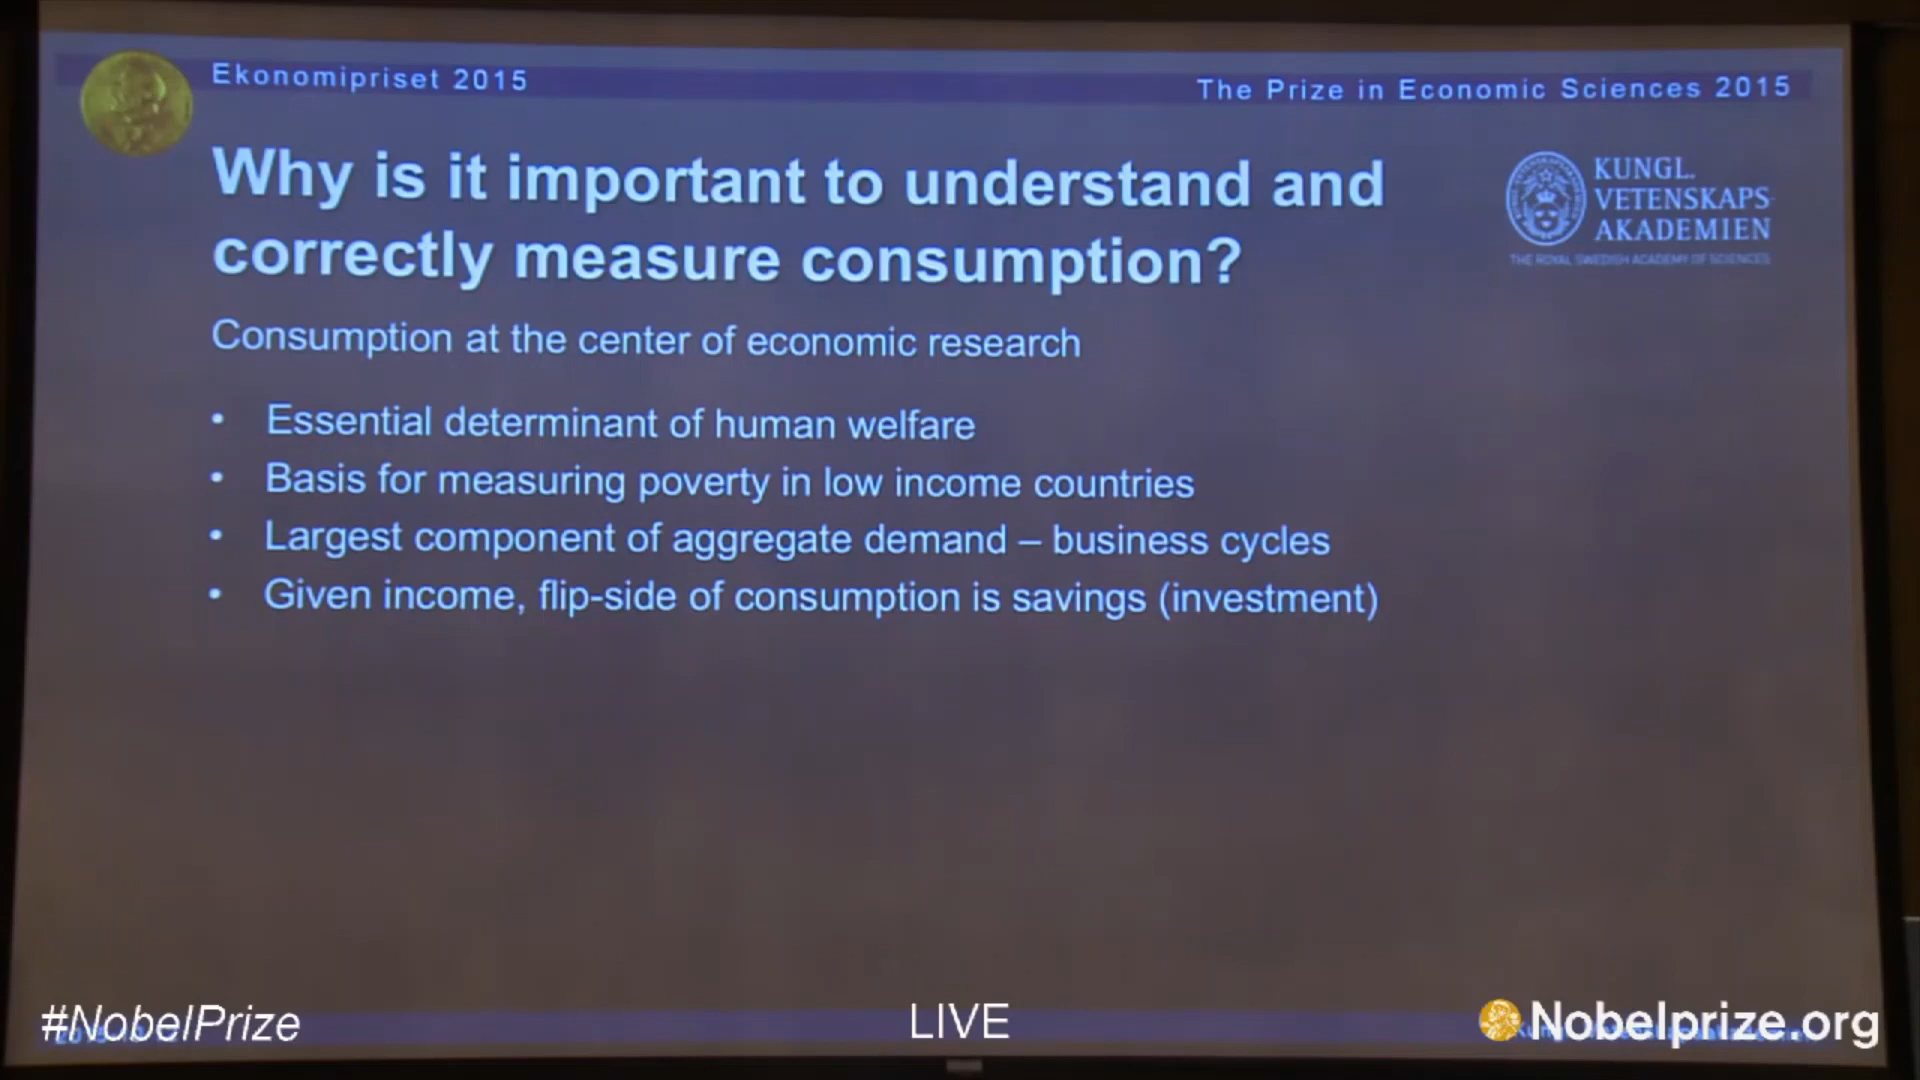 Ekonomipriset 2015
The Prize in Economic Sciences 2015
Why is it important to understand and
correctly measure consumption?
KUNGL.
VETENSKAPS
AKADEMIEN
THE ROYAL SWEDISH ACADEMY OF SCIENCES
Consumption at the center of economic research
• Essential determinant of human welfare
• Basis for measuring poverty in low income countries
• Largest component of aggregate demand – business cycles
• Given income, flip-side of consumption is savings (investment)
#NobelPrize
LIVE
Nobelprize.org